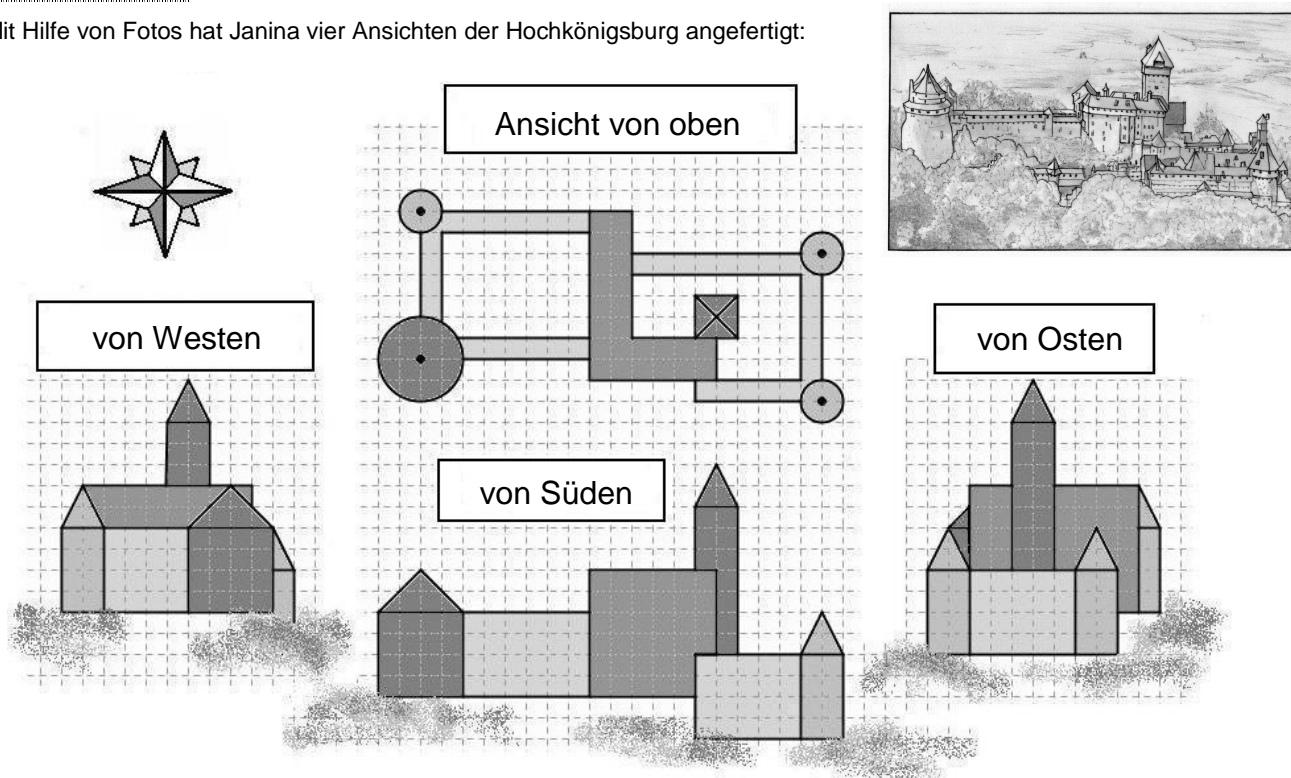 Mit Hilfe von Fotos hat Janina vier Ansichten der Hochkönigsburg angefertigt:
Ansicht von oben
von Westen
von Osten
von Süden